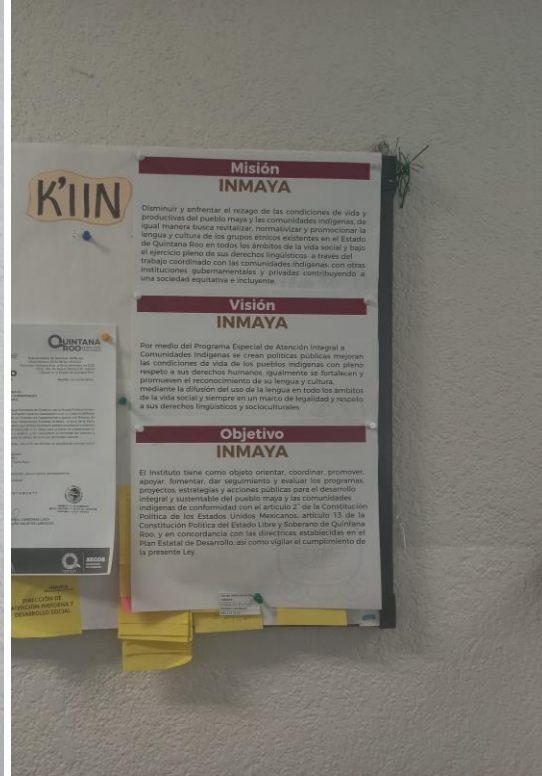 K'IIN
Misión
INMAYA
Disminuir y enfrentar el rezago de las condiciones de vida y
productivas del pueblo maya y las comunidades indígenas, de
igual manera busca revitalizar, normativizar y promocionar la
lengua y cultura de los grupos étnicos existentes en el Estado
de Quintana Roo en todos los ámbitos de la vida social y bajo
el ejercicio pleno de sus derechos lingüísticos a través del
trabajo coordinado con las comunidades indígenas, con otras
instituciones gubernamentales y privadas contribuyendo a
una sociedad equitativa e incluyente.
Visión
INMAYA
Por medio del Programa Especial de Atención Integral a
Comunidades Indígenas se crean políticas públicas mejoran
las condiciones de vida de los pueblos indígenas con pleno
respeto a sus derechos humanos, igualmente se fortalecen y
promueven el reconocimiento de su lengua y cultura,
mediante la difusión del uso de la lengua en todo los ámbitos
de la vida social y siempre en un marco de legalidad y respeto
a sus derechos lingüísticos y socioculturales
Objetivo
INMAYA
El Instituto tiene como objeto orientar, coordinar, promover,
apoyar, fomentar, dar seguimiento y evaluar los programas,
proyectos, estrategias y acciones públicas para el desarrollo
integral y sustentable del pueblo maya y las comunidades
indígenas de conformidad con el artículo 2° de la Constitución
Política de los Estados Unidos Mexicanos, artículo 13 de la
Constitución Política del Estado Libre y Soberano de Quintana
Roo, y en concordancia con las directrices establecidas en el
Plan Estatal de Desarrollo, así como vigilar el cumplimiento de
la presente Ley.
QUINTANA
ROO
DIRECCIÓN DE
ATENCIÓN INDÍGENA Y
DESARROLLO SOCIAL